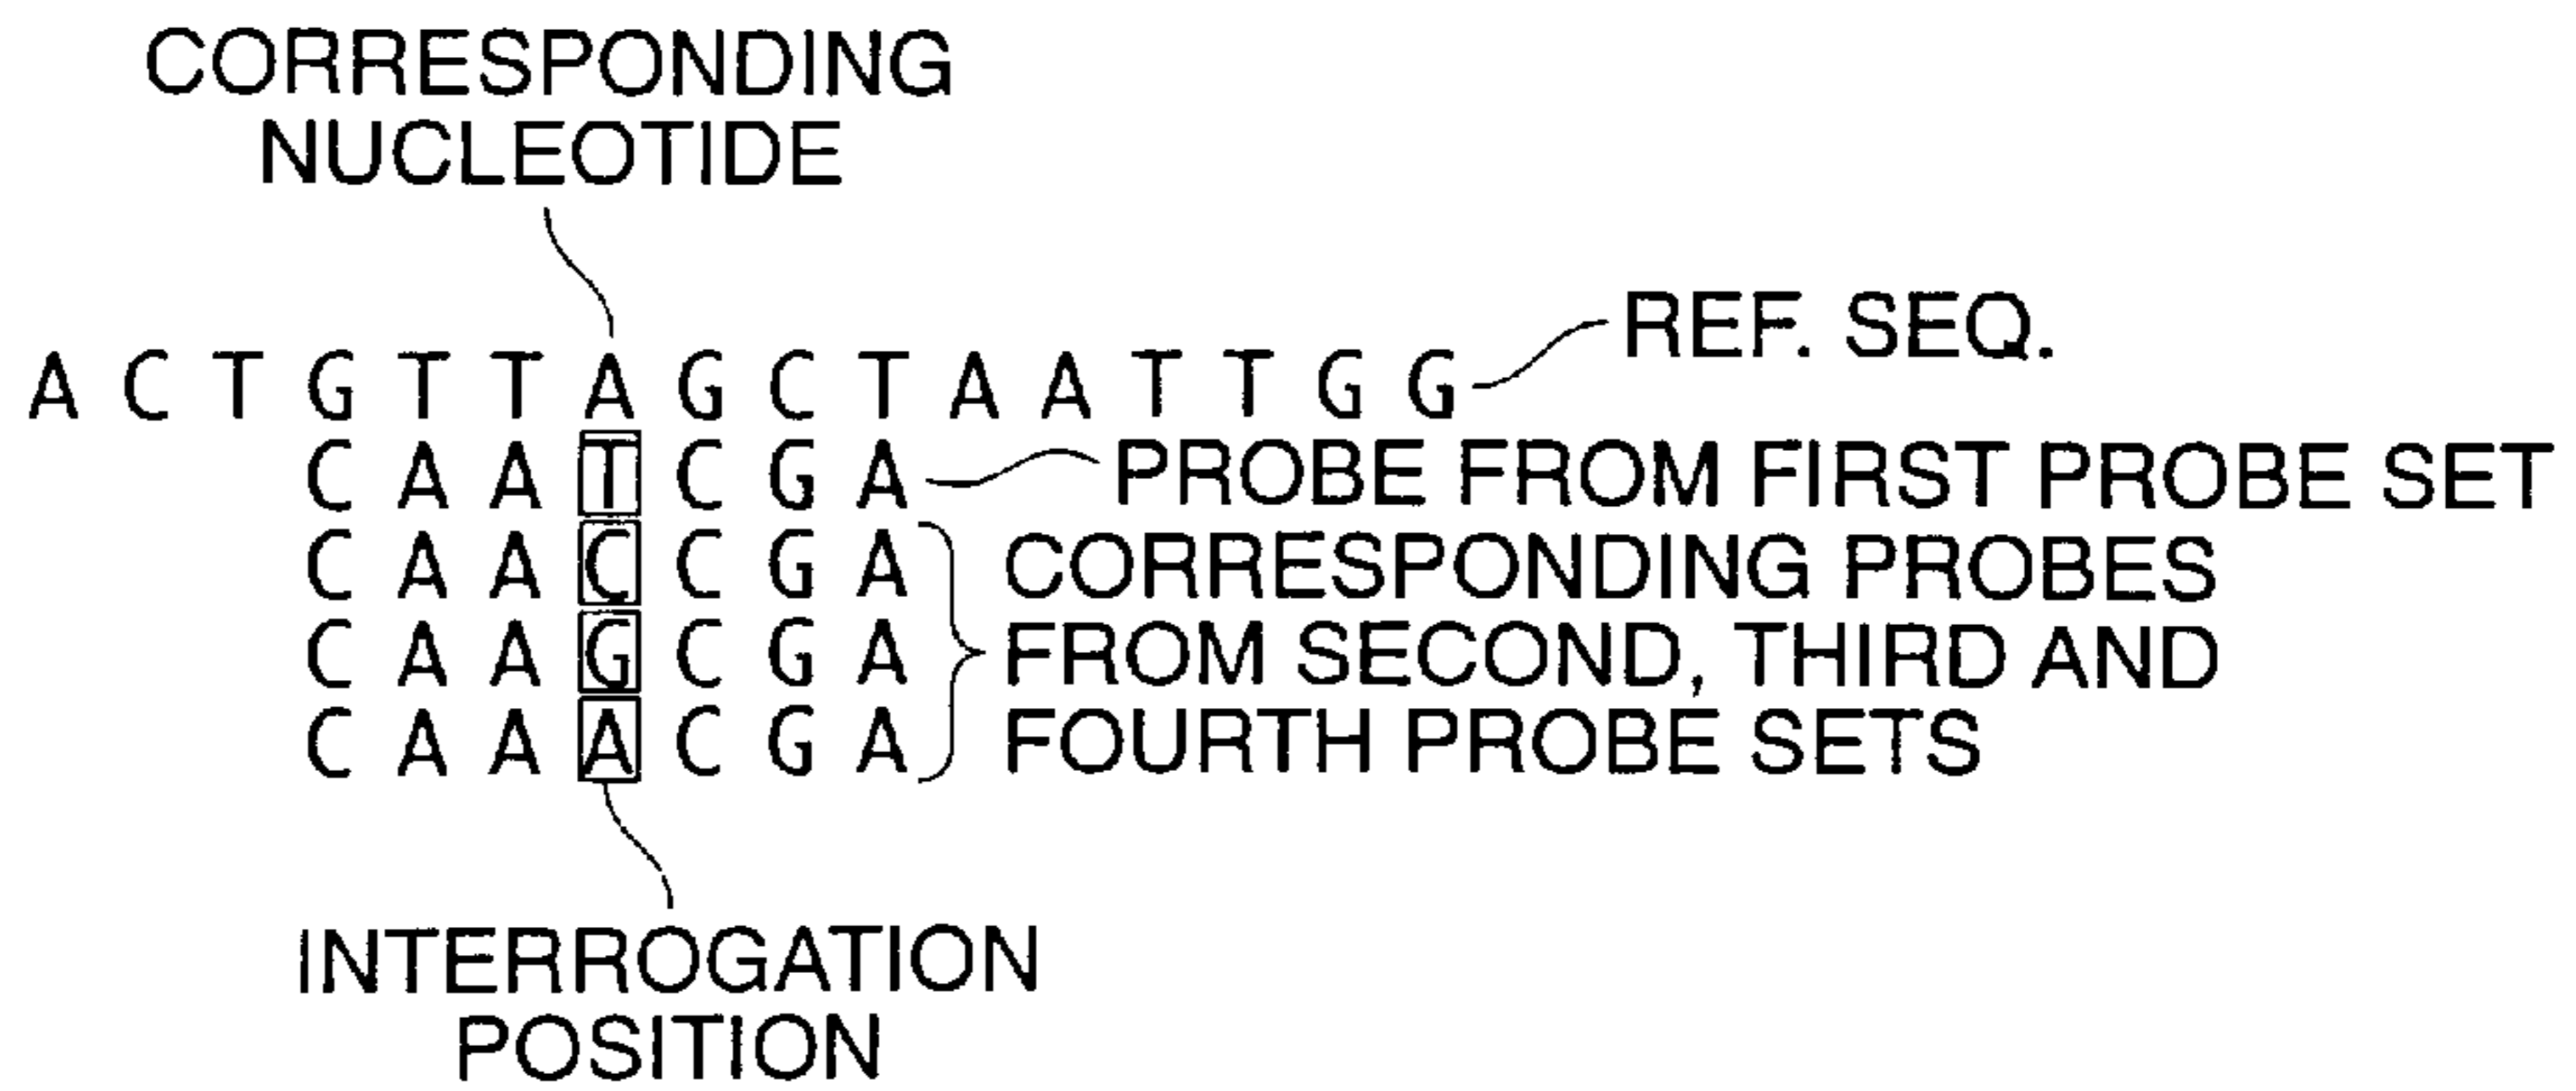 CORRESPONDING
NUCLEOTIDE
REF. SEQ.
A C T G T T A G C T A A T T G G
C A A T C G A PROBE FROM FIRST PROBE SET
C A A C C G A CORRESPONDING PROBES
C A A G C G A FROM SECOND, THIRD AND
C A A A C G A FOURTH PROBE SETS
INTERROGATION
POSITION